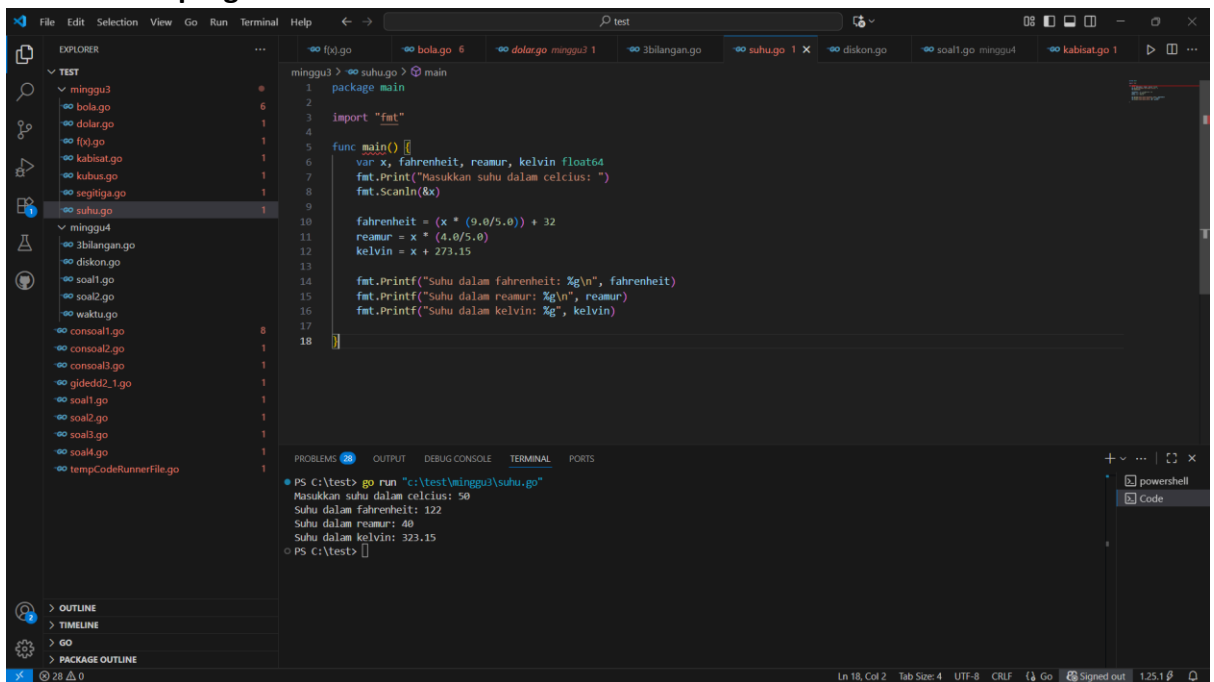 File Edit Selection View Go Run Terminal Help
test
EXPLORER
f(x).go
bola.go 6
dolar.go minggu3 1
3bilangan.go
suhu.go 1
diskon.go
soal1.go minggu4
kabisat.go 1
TEST
minggu3
bola.go 6
dolar.go 1
f(x).go 1
kabisat.go 1
kubus.go 1
segitiga.go 1
suhu.go 1
minggu4
3bilangan.go
diskon.go
soal1.go
soal2.go
waktu.go
consoal1.go 8
consoal2.go 1
consoal3.go 1
gidedd2_1.go 1
soal1.go 1
soal2.go 1
soal3.go 1
soal4.go 1
tempCodeRunnerFile.go 1
OUTLINE
TIMELINE
GO
PACKAGE OUTLINE
minggu3 > suhu.go > main
1 package main
2
3 import "fmt"
4
5 func main() {
6 var x, fahrenheit, reamur, kelvin float64
7 fmt.Print("Masukkan suhu dalam celcius: ")
8 fmt.Scanln(&x)
9
10 fahrenheit = (x * (9.0/5.0)) + 32
11 reamur = x * (4.0/5.0)
12 kelvin = x + 273.15
13
14 fmt.Printf("Suhu dalam fahrenheit: %g\n", fahrenheit)
15 fmt.Printf("Suhu dalam reamur: %g\n", reamur)
16 fmt.Printf("Suhu dalam kelvin: %g", kelvin)
17
18 }
PROBLEMS 28 OUTPUT DEBUG CONSOLE TERMINAL PORTS
PS C:\test> go run "c:\test\minggu3\suhu.go"
Masukkan suhu dalam celcius: 50
Suhu dalam fahrenheit: 122
Suhu dalam reamur: 40
Suhu dalam kelvin: 323.15
PS C:\test>
powershell
Code
1
2
28 0
Ln 18, Col 2 Tab Size: 4 UTF-8 CRLF Go Signed out 1.25.1